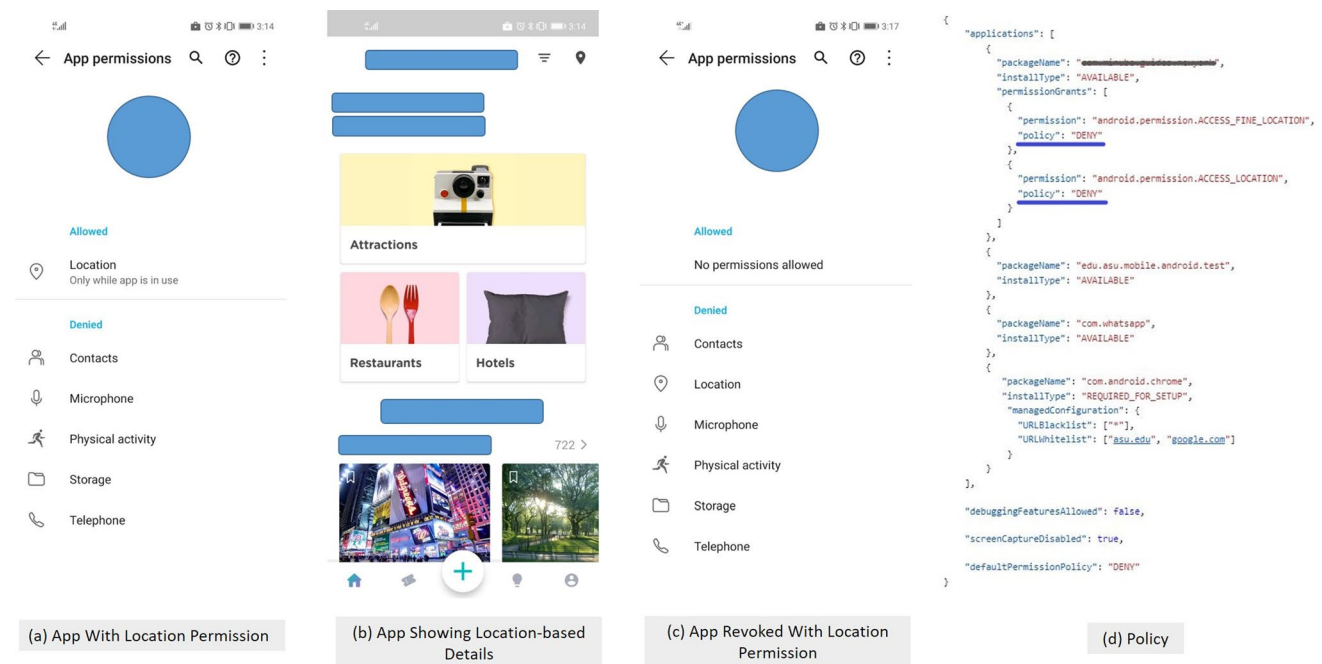 3:14
App permissions
Allowed
Location
Only while app is in use
Denied
Contacts
Microphone
Physical activity
Storage
Telephone
(a) App With Location Permission
3:14
Attractions
Restaurants
Hotels
722
(b) App Showing Location-based
Details
3:17
App permissions
Allowed
No permissions allowed
Denied
Contacts
Location
Microphone
Physical activity
Storage
Telephone
(c) App Revoked With Location
Permission
{
"applications": [
{
"packageName": "
"installType": "AVAILABLE",
"permissionGrants": [
{
"permission": "android.permission.ACCESS_FINE_LOCATION",
"policy": "DENY"
},
{
"permission": "android.permission.ACCESS_LOCATION",
"policy": "DENY"
}
]
},
{
"packageName": "edu.asu.mobile.android.test",
"installType": "AVAILABLE"
},
{
"packageName": "com.whatsapp",
"installType": "AVAILABLE"
},
{
"packageName": "com.android.chrome",
"installType": "REQUIRED_FOR_SETUP",
"managedConfiguration": {
"URLBlacklist": ["*"],
"URLWhitelist": ["asu.edu", "google.com"]
}
}
],
"debuggingFeaturesAllowed": false,
"screenCaptureDisabled": true,
"defaultPermissionPolicy": "DENY"
}
(d) Policy